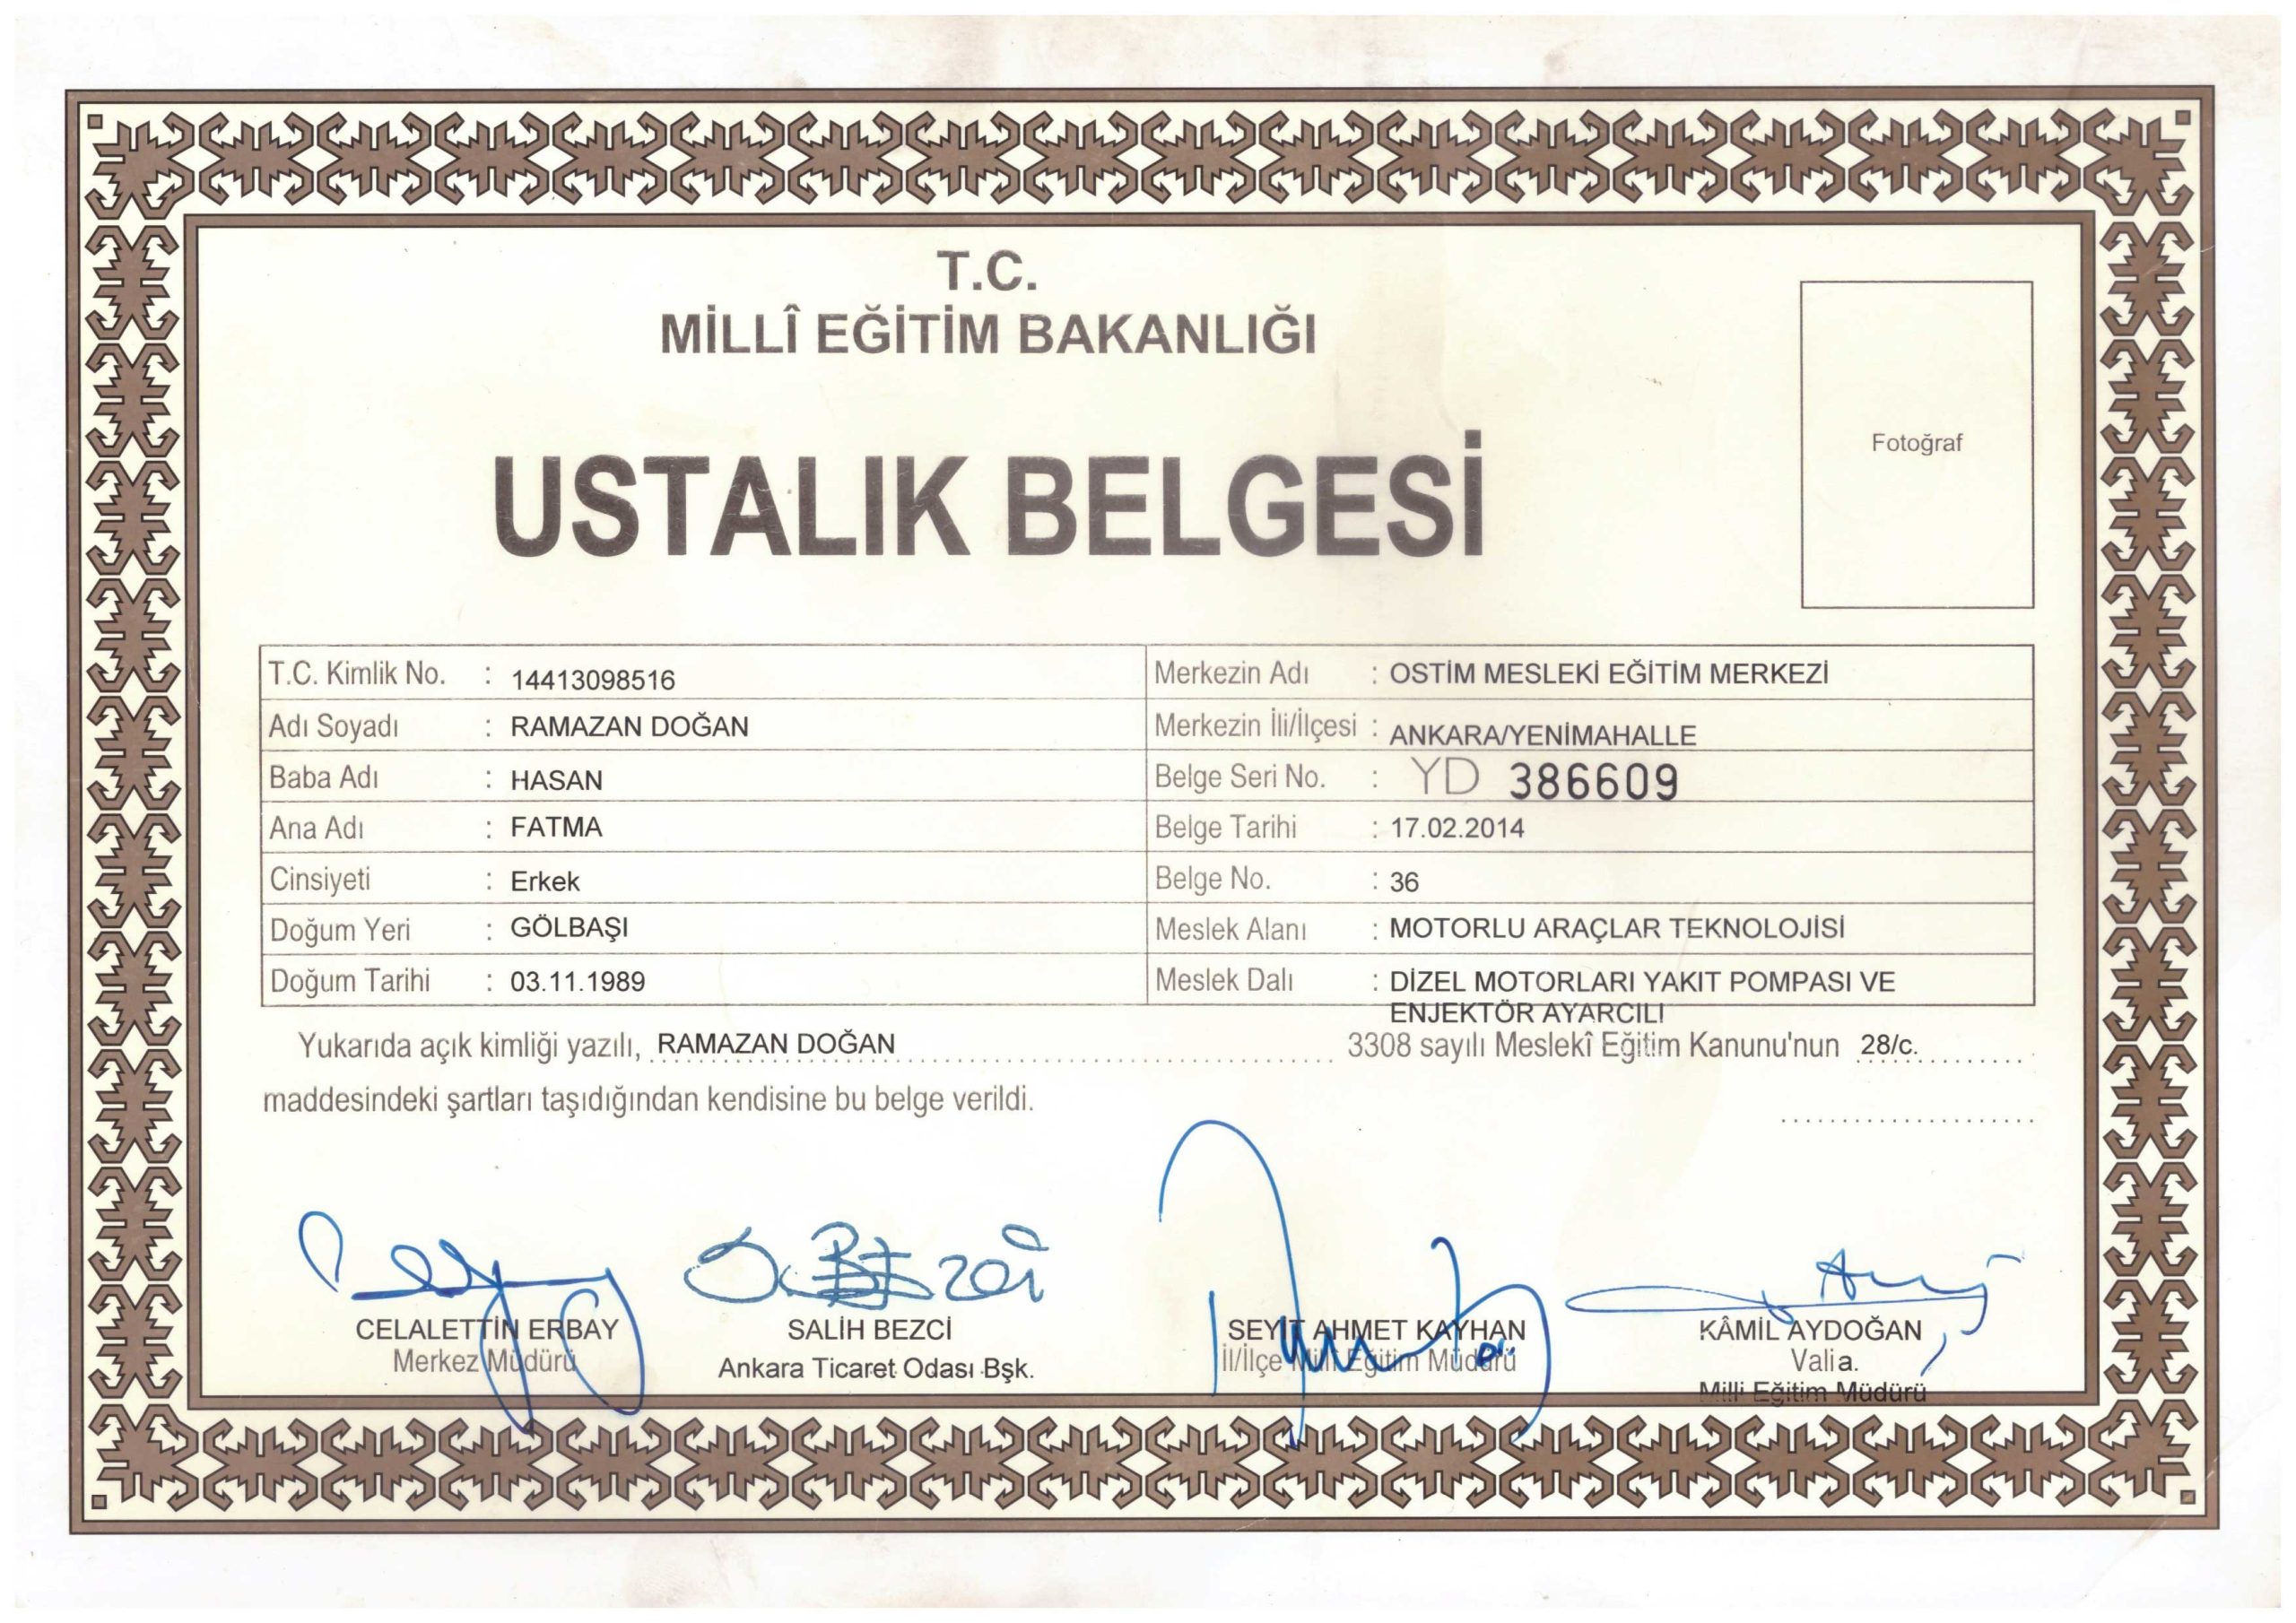 T.C.
MİLLÎ EĞİTİM BAKANLIĞI
USTALIK BELGESİ
Fotoğraf
T.C. Kimlik No. : 14413098516
Adı Soyadı : RAMAZAN DOĞAN
Baba Adı : HASAN
Ana Adı : FATMA
Cinsiyeti : Erkek
Doğum Yeri : GÖLBAŞI
Doğum Tarihi : 03.11.1989
Merkezin Adı : OSTİM MESLEKİ EĞİTİM MERKEZİ
Merkezin İli/İlçesi : ANKARA/YENİMAHALLE
Belge Seri No. : YD 386609
Belge Tarihi : 17.02.2014
Belge No. : 36
Meslek Alanı : MOTORLU ARAÇLAR TEKNOLOJİSİ
Meslek Dalı : DİZEL MOTORLARI YAKIT POMPASI VE
ENJEKTÖR AYARCILI
Yukarıda açık kimliği yazılı, RAMAZAN DOĞAN 3308 sayılı Meslekî Eğitim Kanunu'nun 28/c.
maddesindeki şartları taşıdığından kendisine bu belge verildi.
CELALETTİN ERBAY
Merkez Müdürü
SALİH BEZCİ
Ankara Ticaret Odası Bşk.
SEYİT AHMET KAYHAN
İl/İlçe Millî Eğitim Müdürü
KÂMİL AYDOĞAN
Vali a.
Milli Eğitim Müdürü